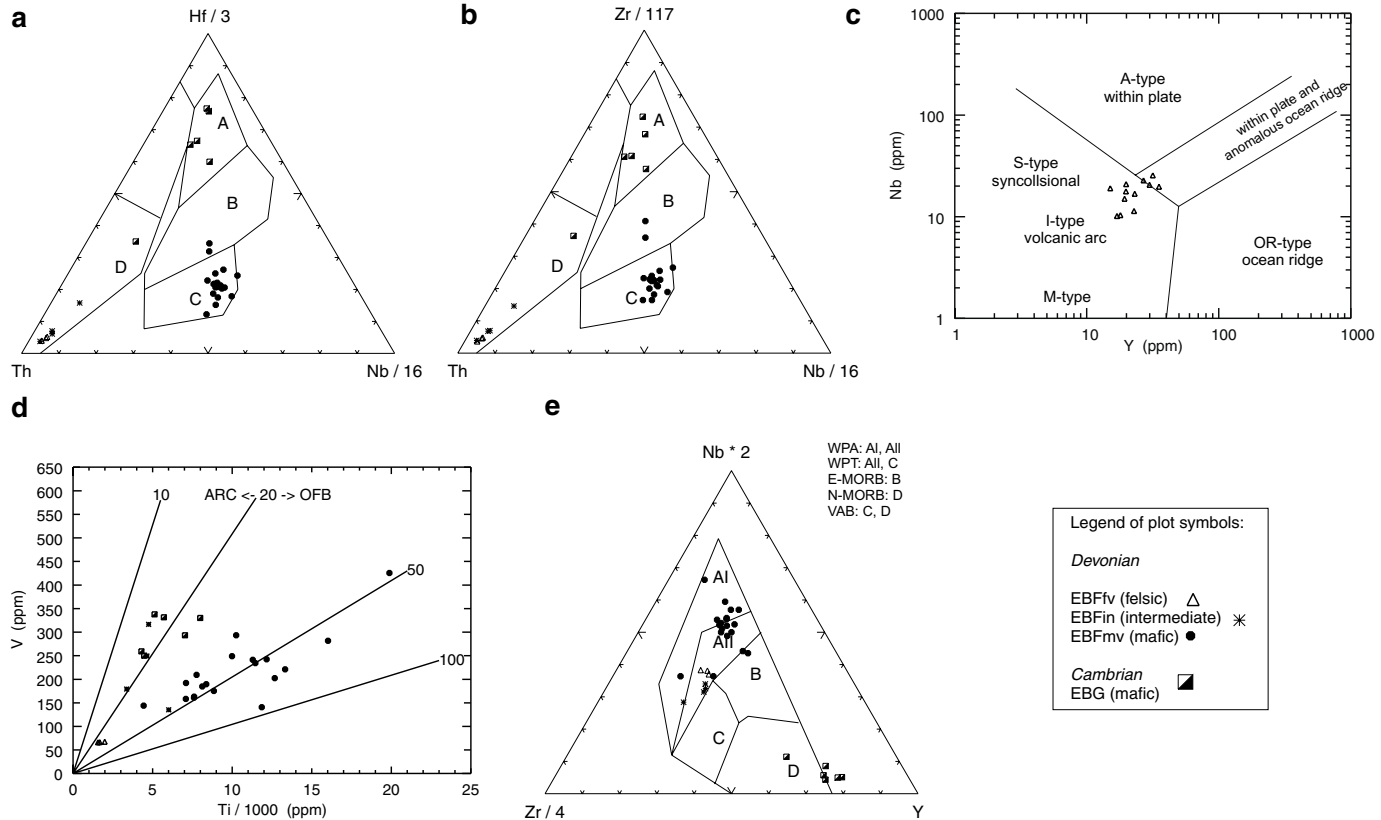 a
Hf / 3
A
B
C
D
Th
Nb / 16
b
Zr / 117
A
B
C
D
Th
Nb / 16
c
1000
100
10
1
Nb (ppm)
A-type
within plate
within plate and
anomalous ocean ridge
S-type
syncollsional
I-type
volcanic arc
OR-type
ocean ridge
M-type
1
10
100
1000
Y (ppm)
d
650
600
550
500
450
400
350
300
250
200
150
100
50
0
V (ppm)
10
ARC <- 20 -> OFB
50
100
0
5
10
15
20
25
Ti / 1000 (ppm)
e
Nb * 2
WPA: AI, AII
WPT: AII, C
E-MORB: B
N-MORB: D
VAB: C, D
AI
AII
B
C
D
Zr / 4
Y
Legend of plot symbols:
Devonian
EBFfv (felsic)
EBFin (intermediate)
EBFmv (mafic)
Cambrian
EBG (mafic)